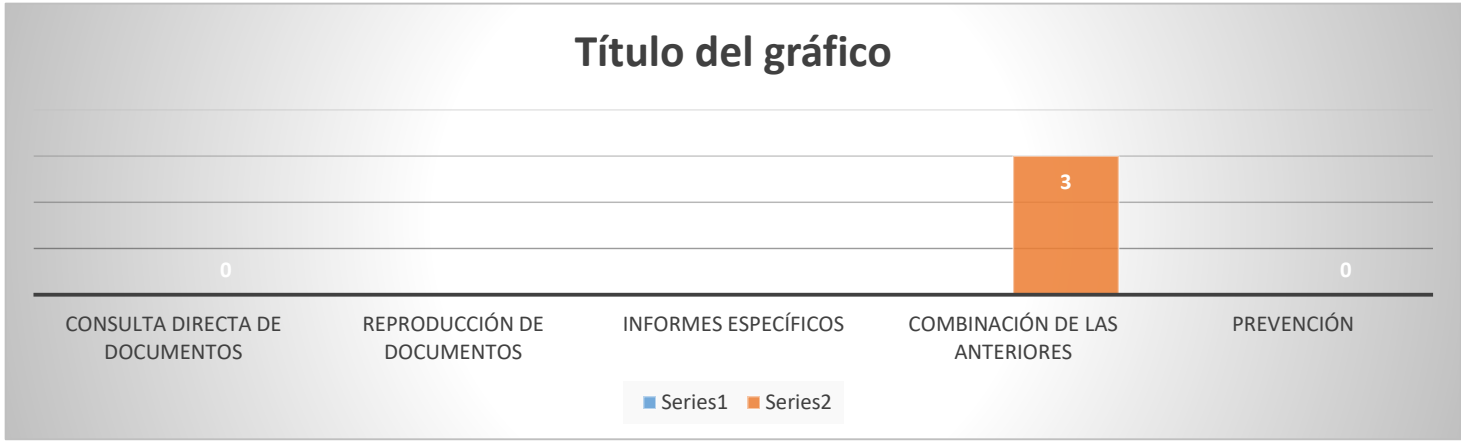 Título del gráfico
3
0
0
CONSULTA DIRECTA DE
DOCUMENTOS
REPRODUCCIÓN DE
DOCUMENTOS
INFORMES ESPECÍFICOS
COMBINACIÓN DE LAS
ANTERIORES
PREVENCIÓN
Series1
Series2